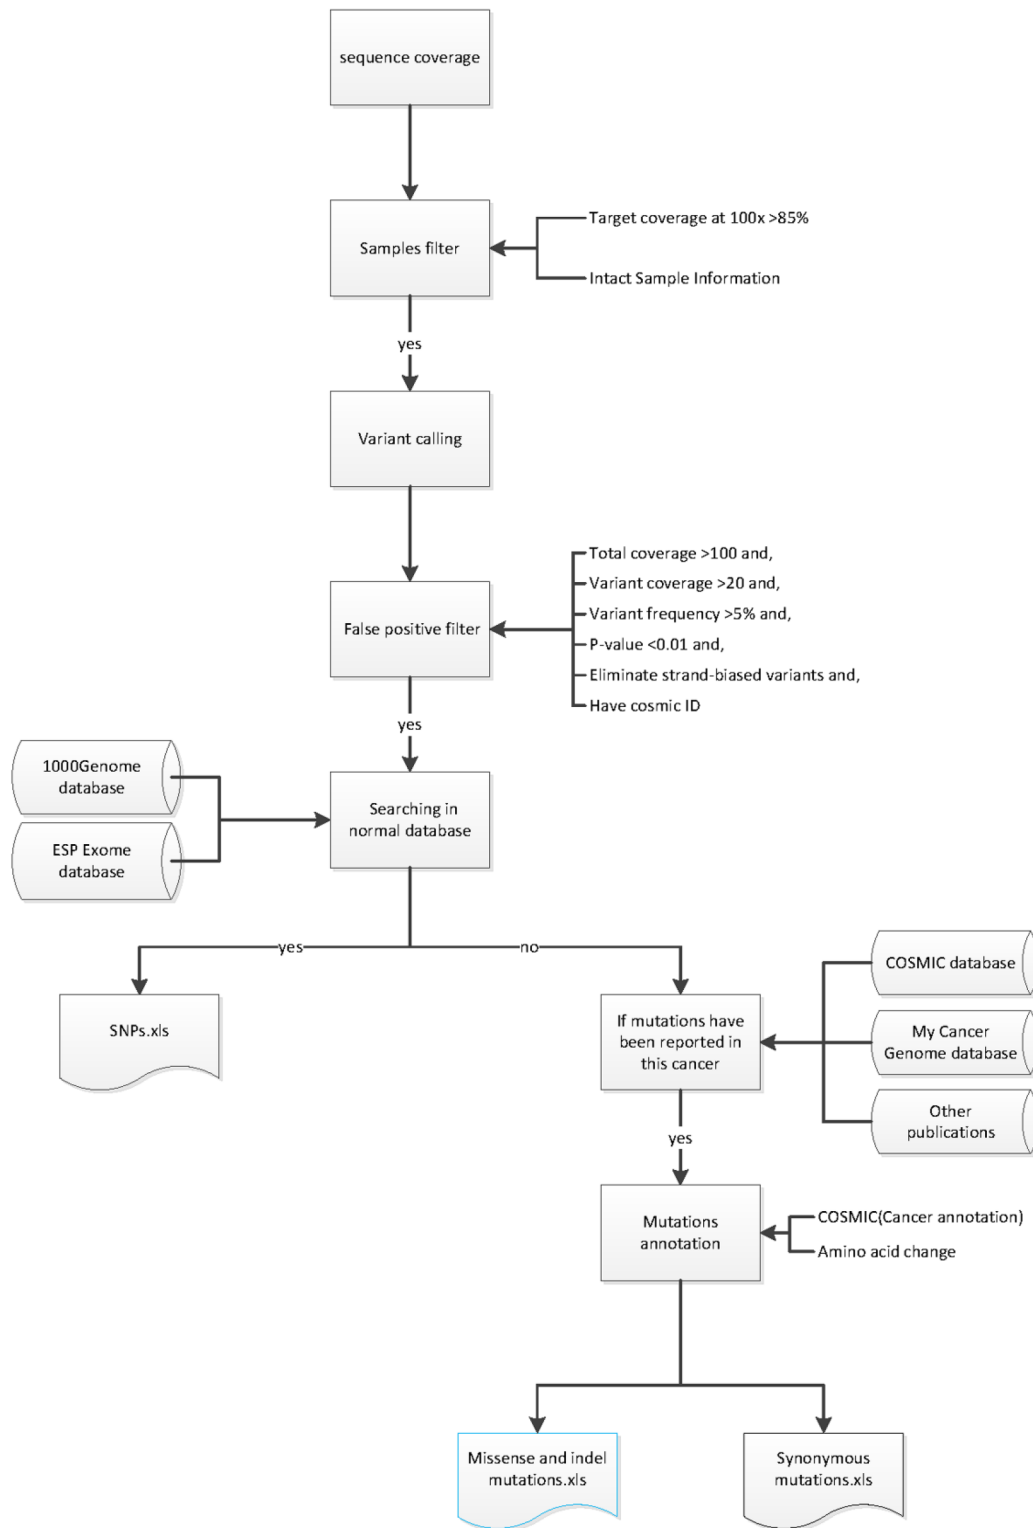 sequence coverage
Samples filter
Target coverage at 100x >85%
Intact Sample Information
yes
Variant calling
False positive filter
Total coverage >100 and,
Variant coverage >20 and,
Variant frequency >5% and,
P-value <0.01 and,
Eliminate strand-biased variants and,
Have cosmic ID
yes
1000Genome
database
ESP Exome
database
Searching in
normal database
yes
no
SNPs.xls
If mutations have
been reported in
this cancer
COSMIC database
My Cancer
Genome database
Other
publications
yes
Mutations
annotation
COSMIC(Cancer annotation)
Amino acid change
Missense and indel
mutations.xls
Synonymous
mutations.xls